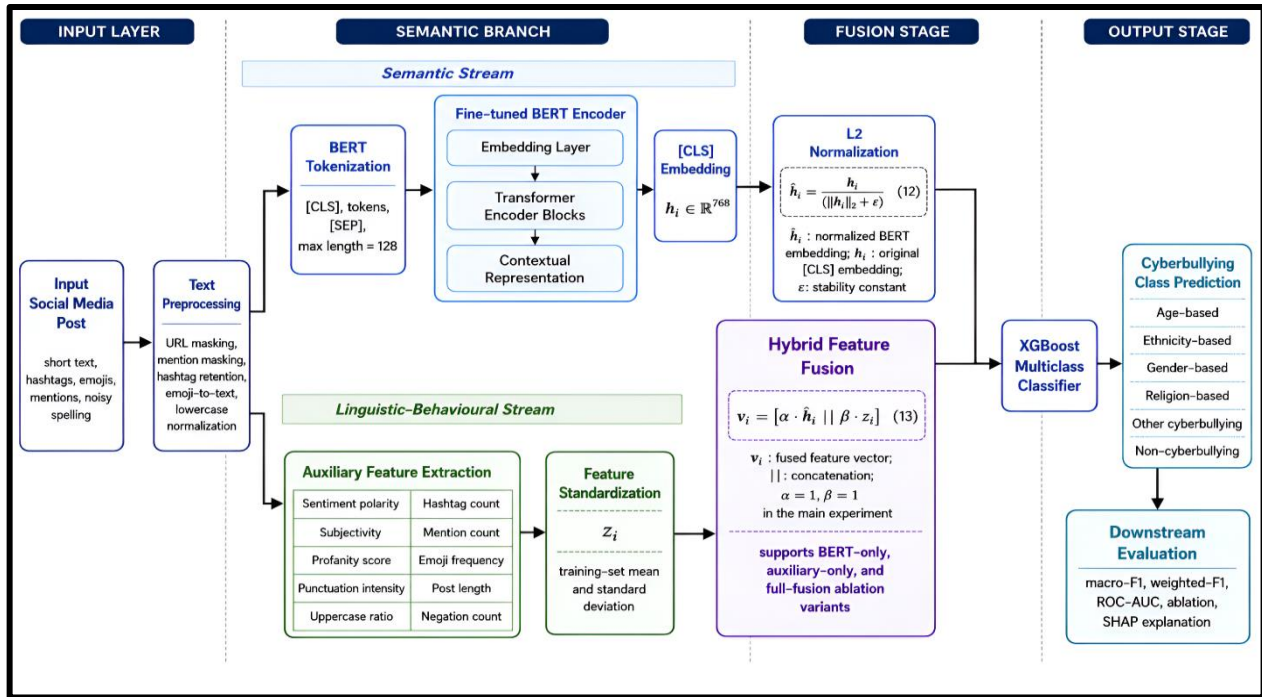 INPUT LAYER
SEMANTIC BRANCH
FUSION STAGE
OUTPUT STAGE
Semantic Stream
Input
Social Media
Post
short text,
hashtags, emojis,
mentions, noisy
spelling
Text
Preprocessing
URL masking,
mention masking,
hashtag retention,
emoji-to-text,
lowercase
normalization
BERT
Tokenization
[CLS], tokens,
[SEP],
max length = 128
Fine-tuned BERT Encoder
Embedding Layer
Transformer
Encoder Blocks
Contextual
Representation
[CLS]
Embedding
h_i ∈ ℝ^768
L2
Normalization
ĥ_i = h_i / (||h_i||_2 + ε) (12)
ĥ_i : normalized BERT
embedding; h_i : original
[CLS] embedding;
ε: stability constant
Linguistic-Behavioural Stream
Auxiliary Feature Extraction
Sentiment polarity Hashtag count
Subjectivity Mention count
Profanity score Emoji frequency
Punctuation intensity Post length
Uppercase ratio Negation count
Feature
Standardization
z_i
training-set mean
and standard
deviation
Hybrid Feature
Fusion
v_i = [α · ĥ_i || β · z_i] (13)
v_i : fused feature vector;
||: concatenation;
α = 1, β = 1
in the main experiment
supports BERT-only,
auxiliary-only, and
full-fusion ablation
variants
XGBoost
Multiclass
Classifier
Cyberbullying
Class Prediction
Age-based
Ethnicity-based
Gender-based
Religion-based
Other cyberbullying
Non-cyberbullying
Downstream
Evaluation
macro-F1, weighted-F1,
ROC-AUC, ablation,
SHAP explanation